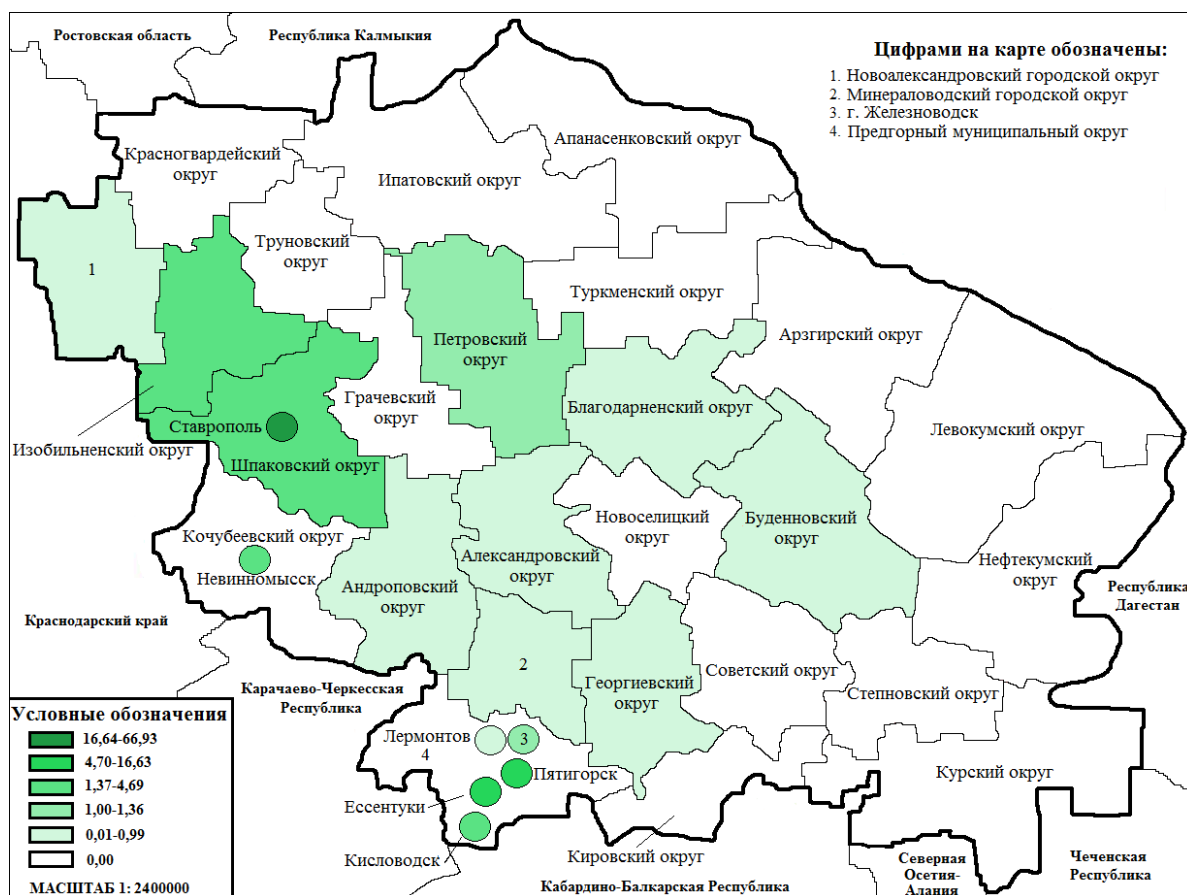 Ростовская область
Республика Калмыкия
Цифрами на карте обозначены:
1. Новоалександровский городской округ
2. Минераловодский городской округ
3. г. Железноводск
4. Предгорный муниципальный округ
Апанасенковский округ
Красногвардейский
округ
Ипатовский округ
Труновский
округ
1
Туркменский округ
Петровский
округ
Арзгирский округ
Грачевский
округ
Благодарненский округ
Ставрополь
Изобильненский округ
Шпаковский округ
Левокумский округ
Кочубеевский округ
Новоселицкий
округ
Буденновский
округ
Невинномысск
Александровский
округ
Нефтекумский
округ
Андроповский
округ
Республика
Дагестан
Краснодарский край
2
Советский округ
Георгиевский
округ
Степновский округ
Карачаево-Черкесская
Республика
Условные обозначения
16,64-66,93
4,70-16,63
1,37-4,69
1,00-1,36
0,01-0,99
0,00
МАСШТАБ 1: 2400000
Лермонтов
4
3
Пятигорск
Ессентуки
Кисловодск
Курский округ
Кировский округ
Северная
Осетия-
Алания
Чеченская
Республика
Кабардино-Балкарская Республика